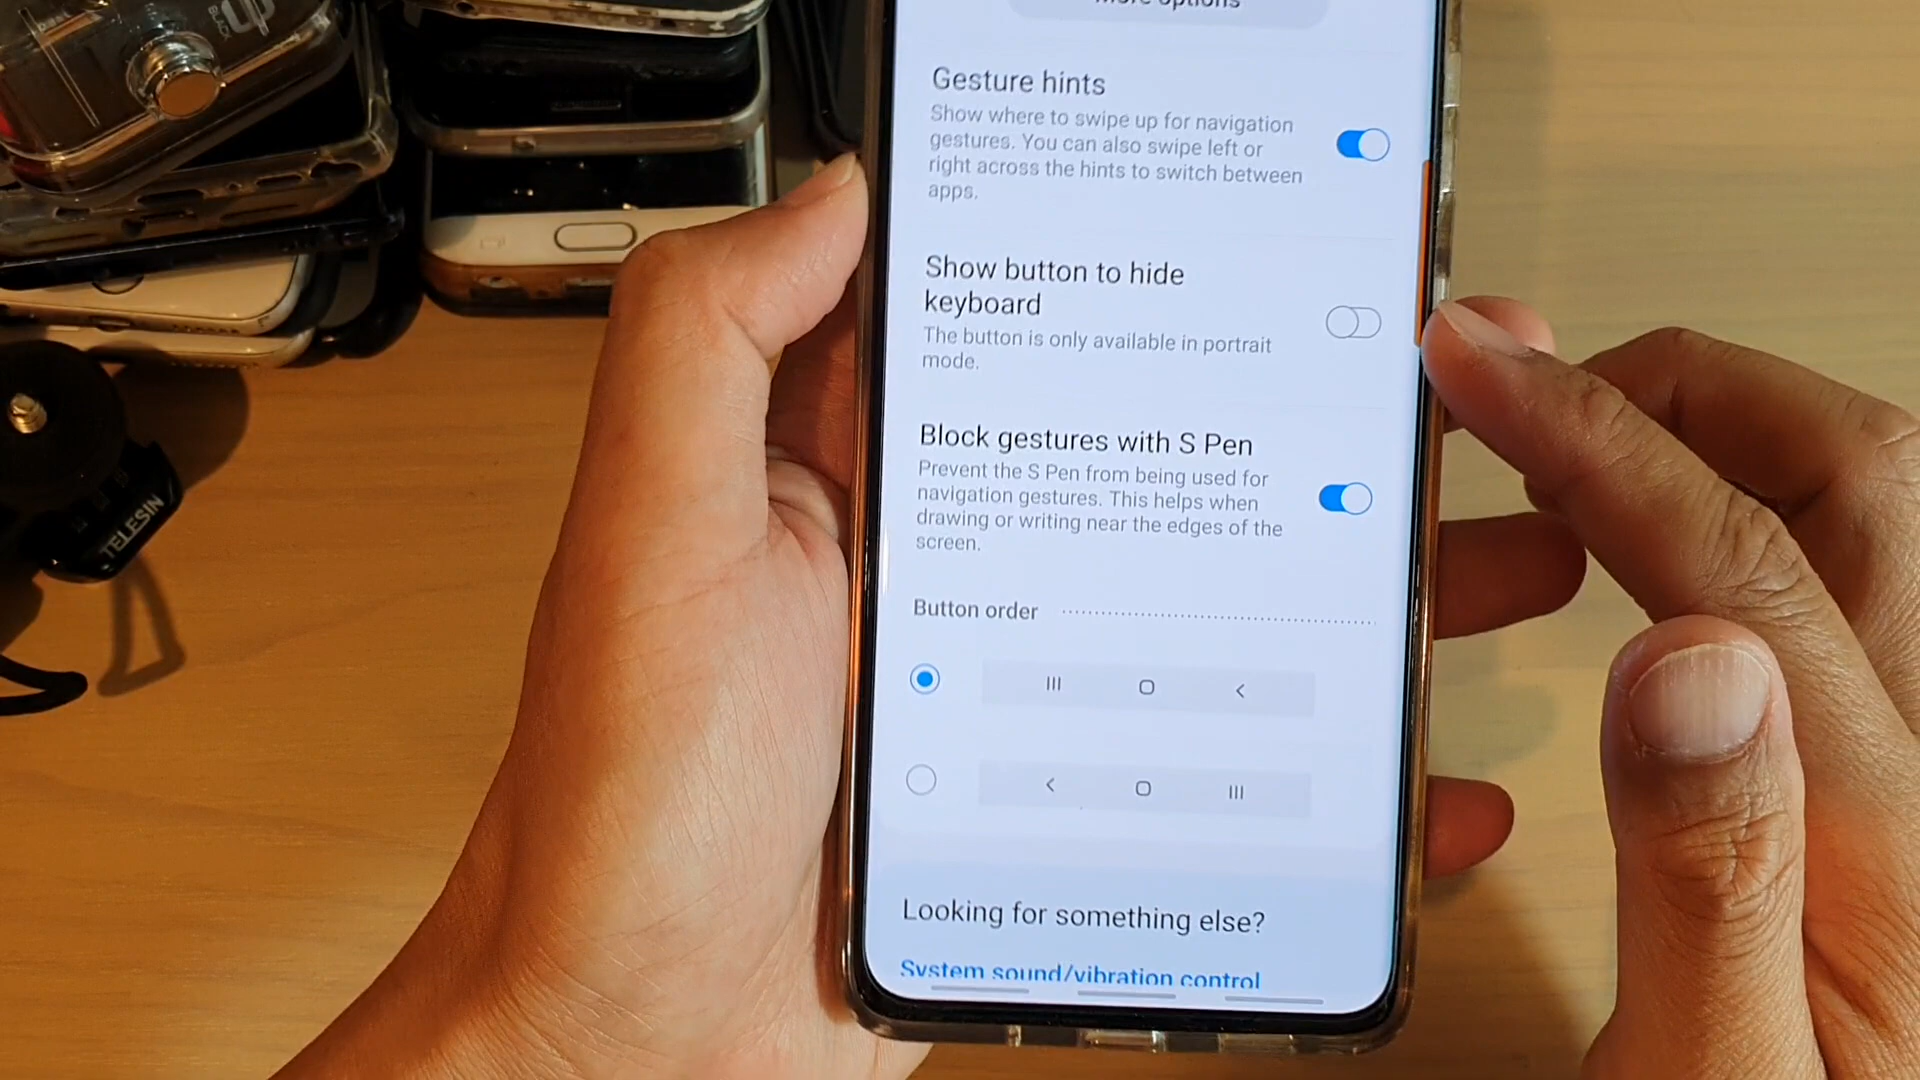 More options
Gesture hints
Show where to swipe up for navigation
gestures. You can also swipe left or
right across the hints to switch between
apps.
Show button to hide
keyboard
The button is only available in portrait
mode.
Block gestures with S Pen
Prevent the S Pen from being used for
navigation gestures. This helps when
drawing or writing near the edges of the
screen.
Button order
Looking for something else?
System sound/vibration control
TELESIN
BLACK